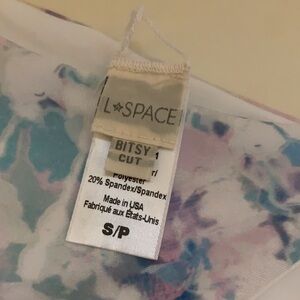 L*SPACE
BITSY
CUT
Polyester
20% Spandex/Spandex
Made in USA
Fabriqué aux États-Unis
S/P